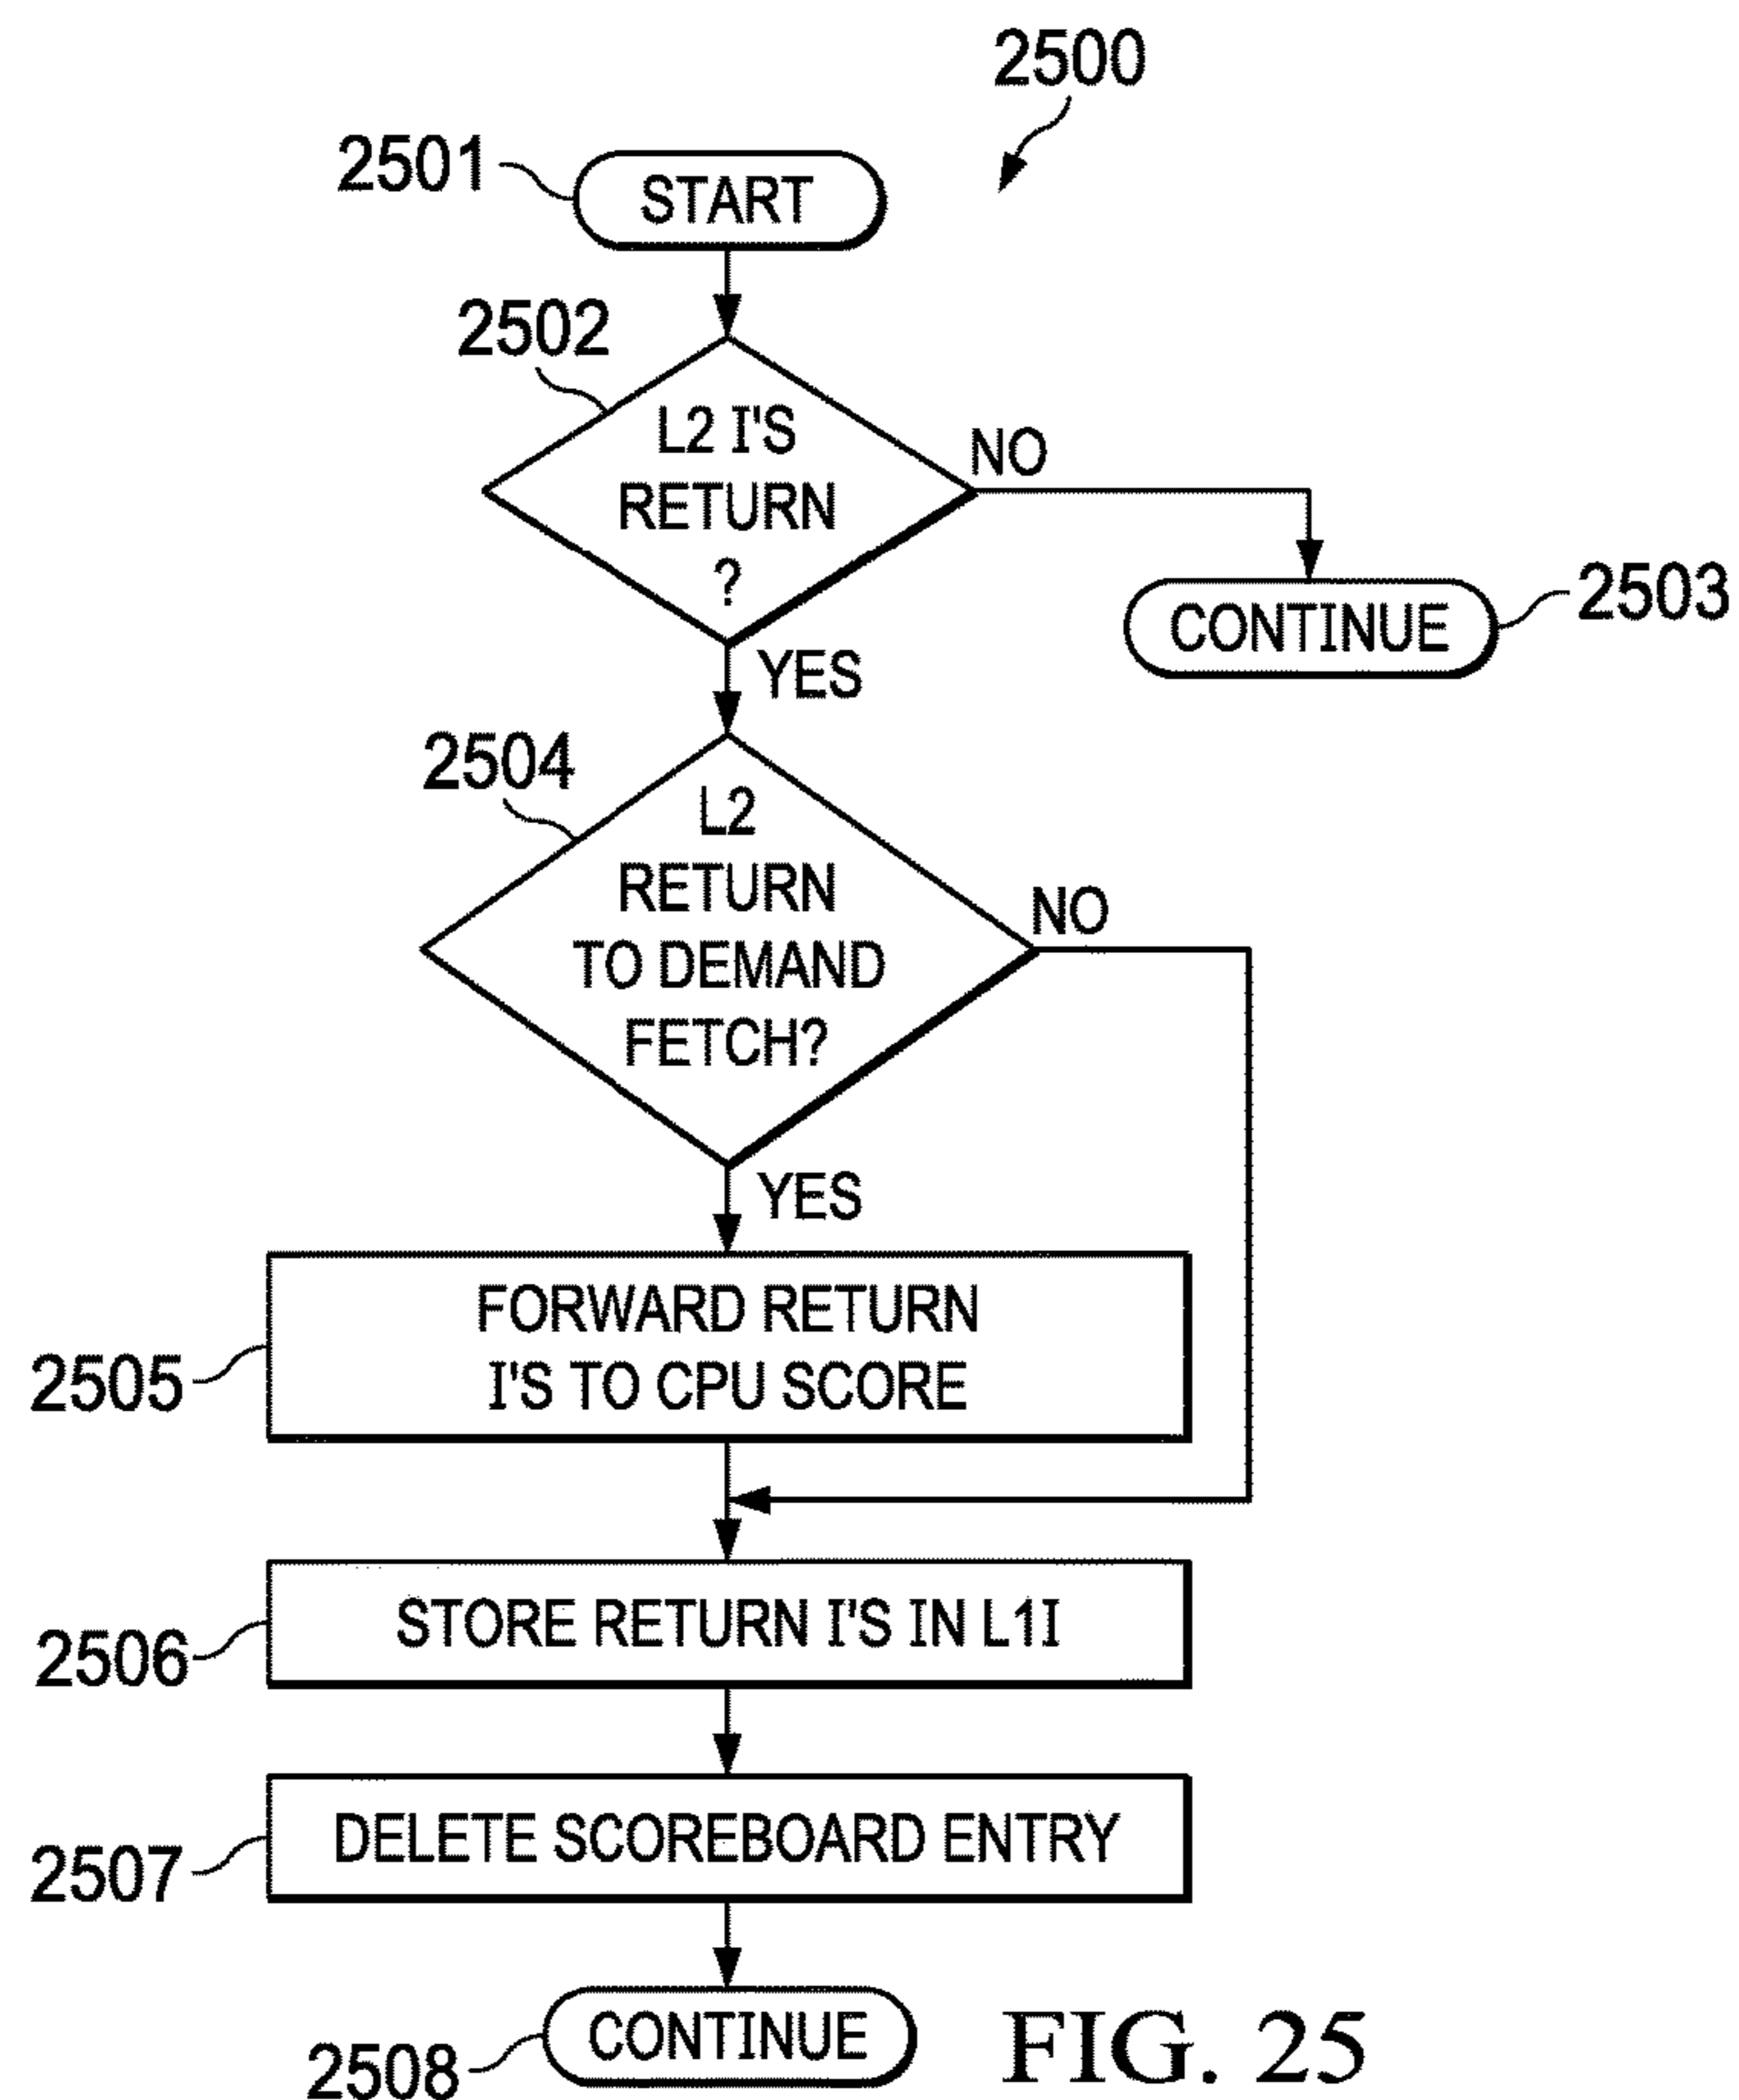 2500
2501
START
2502
L2 I'S
RETURN
?
NO
2503
CONTINUE
YES
2504
L2
RETURN
TO DEMAND
FETCH?
NO
YES
2505
FORWARD RETURN
I'S TO CPU SCORE
2506
STORE RETURN I'S IN L1I
2507
DELETE SCOREBOARD ENTRY
2508
CONTINUE
FIG. 25